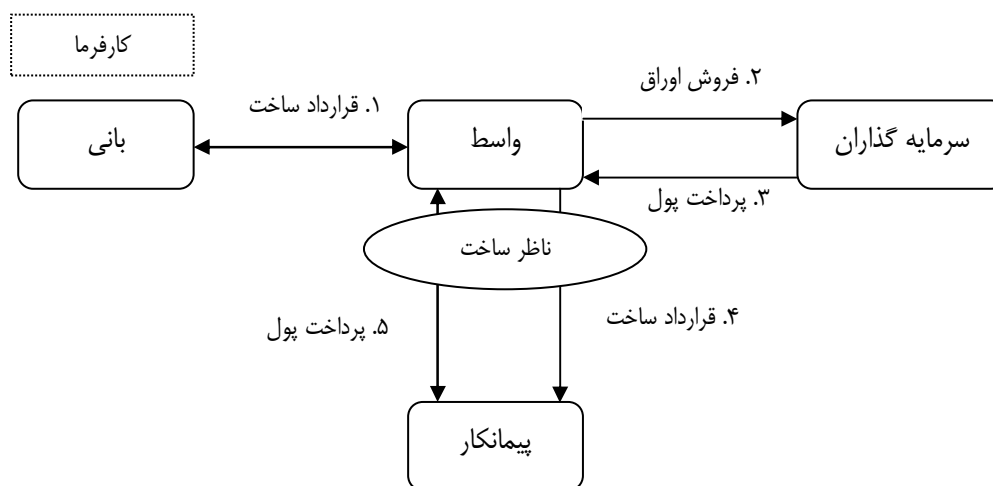 کارفرما
۲. فروش اوراق
۱. قرارداد ساخت
بانی
واسط
سرمایه گذاران
۳. پرداخت پول
ناظر ساخت
۵. پرداخت پول
۴. قرارداد ساخت
پیمانکار